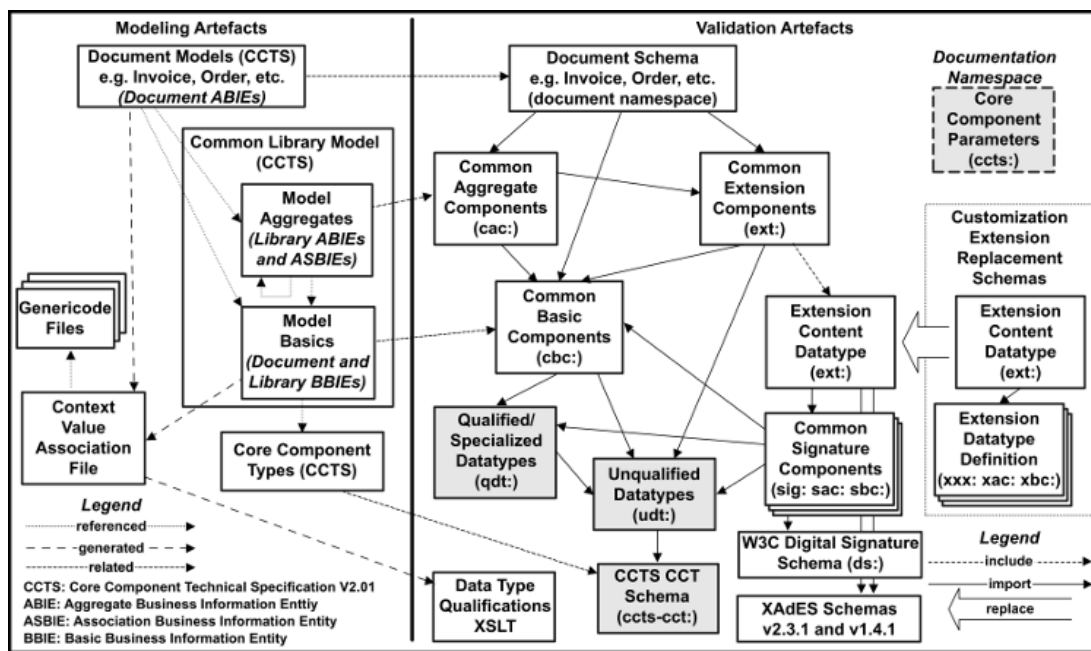 Modeling Artefacts
Document Models (CCTS)
e.g. Invoice, Order, etc.
(Document ABIEs)
Common Library Model
(CCTS)
Model
Aggregates
(Library ABIEs
and ASBIEs)
Genericode
Files
Model
Basics
(Document and
Library BBIEs)
Context
Value
Association
File
Core Component
Types (CCTS)
Legend
referenced
generated
related
CCTS: Core Component Technical Specification V2.01
ABIE: Aggregate Business Information Enttiy
ASBIE: Association Business Information Entity
BBIE: Basic Business Information Entity
Validation Artefacts
Document Schema
e.g. Invoice, Order, etc.
(document namespace)
Documentation
Namespace
Core
Component
Parameters
(ccts:)
Common
Aggregate
Components
(cac:)
Common
Extension
Components
(ext:)
Customization
Extension
Replacement
Schemas
Common
Basic
Components
(cbc:)
Extension
Content
Datatype
(ext:)
Extension
Content
Datatype
(ext:)
Qualified/
Specialized
Datatypes
(qdt:)
Unqualified
Datatypes
(udt:)
Common
Signature
Components
(sig: sac: sbc:)
Extension
Datatype
Definition
(xxx: xac: xbc:)
W3C Digital Signature
Schema (ds:)
Data Type
Qualifications
XSLT
CCTS CCT
Schema
(ccts-cct:)
XAdES Schemas
v2.3.1 and v1.4.1
Legend
include
import
replace